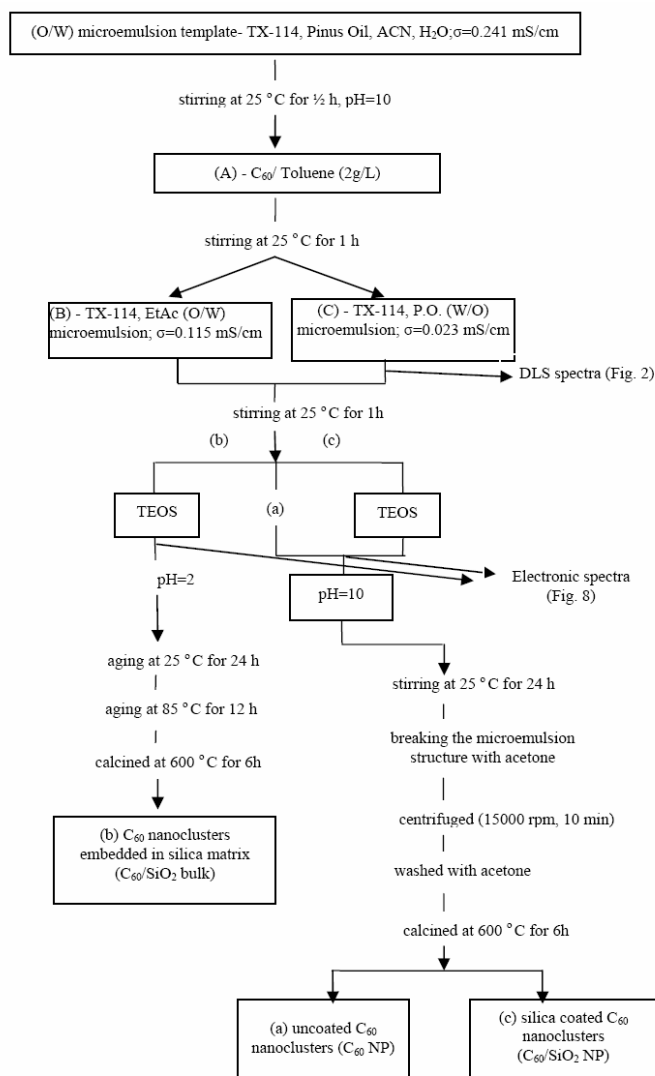 (O/W) microemulsion template- TX-114, Pinus Oil, ACN, H₂O;σ=0.241 mS/cm
stirring at 25 °C for ½ h, pH=10
(A) - C₆₀/ Toluene (2g/L)
stirring at 25 °C for 1 h
(B) - TX-114, EtAc (O/W)
microemulsion; σ=0.115 mS/cm
(C) - TX-114, P.O. (W/O)
microemulsion; σ=0.023 mS/cm
DLS spectra (Fig. 2)
stirring at 25 °C for 1h
(b)
(c)
TEOS
(a)
TEOS
pH=2
pH=10
Electronic spectra
(Fig. 8)
aging at 25 °C for 24 h
aging at 85 °C for 12 h
calcined at 600 °C for 6h
(b) C₆₀ nanoclusters
embedded in silica matrix
(C₆₀/SiO₂ bulk)
stirring at 25 °C for 24 h
breaking the microemulsion
structure with acetone
centrifuged (15000 rpm, 10 min)
washed with acetone
calcined at 600 °C for 6h
(a) uncoated C₆₀
nanoclusters (C₆₀ NP)
(c) silica coated C₆₀
nanoclusters
(C₆₀/SiO₂ NP)